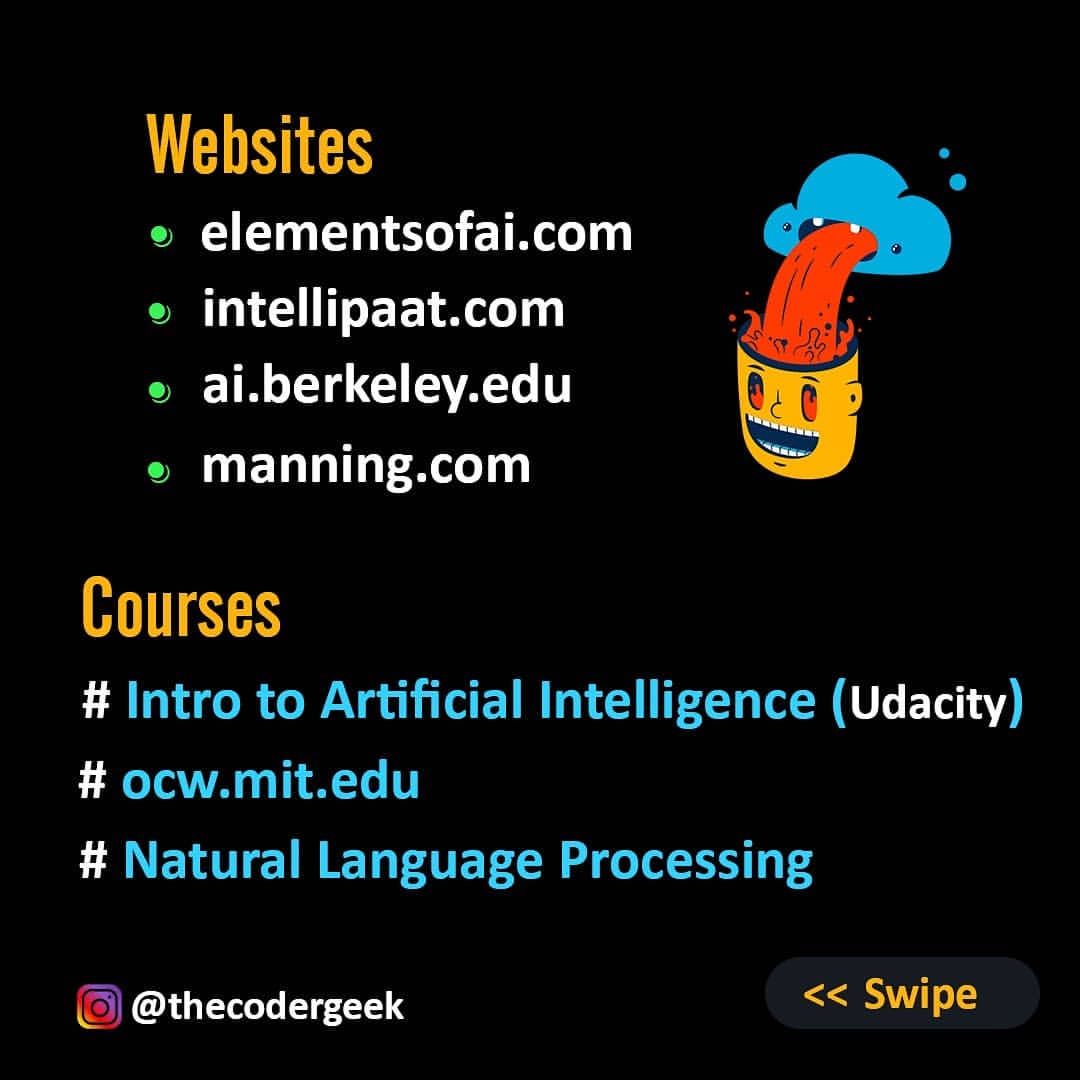 Websites
elementsofai.com
intellipaat.com
ai.berkeley.edu
manning.com
Courses
# Intro to Artificial Intelligence (Udacity)
# ocw.mit.edu
# Natural Language Processing
@thecodergeek
<< Swipe